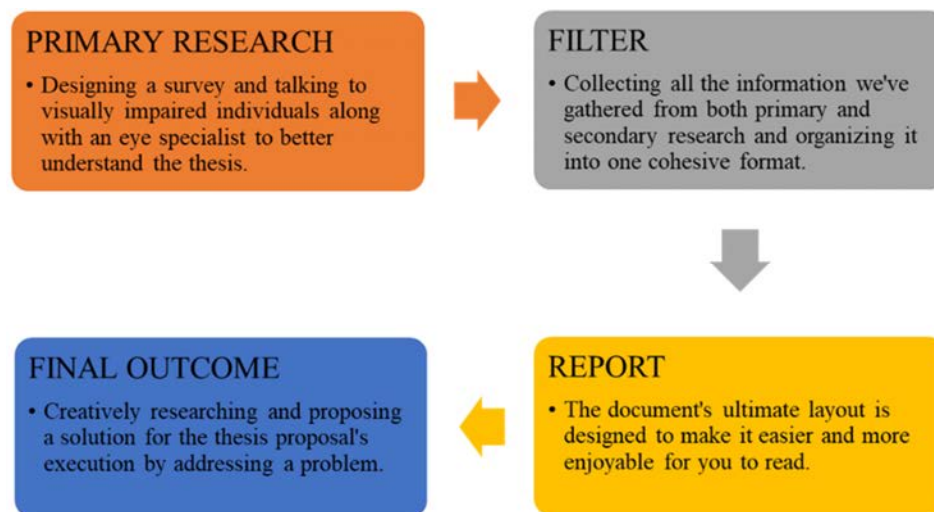 PRIMARY RESEARCH
• Designing a survey and talking to
visually impaired individuals along
with an eye specialist to better
understand the thesis.
FILTER
• Collecting all the information we've
gathered from both primary and
secondary research and organizing it
into one cohesive format.
REPORT
• The document's ultimate layout is
designed to make it easier and more
enjoyable for you to read.
FINAL OUTCOME
• Creatively researching and proposing
a solution for the thesis proposal's
execution by addressing a problem.